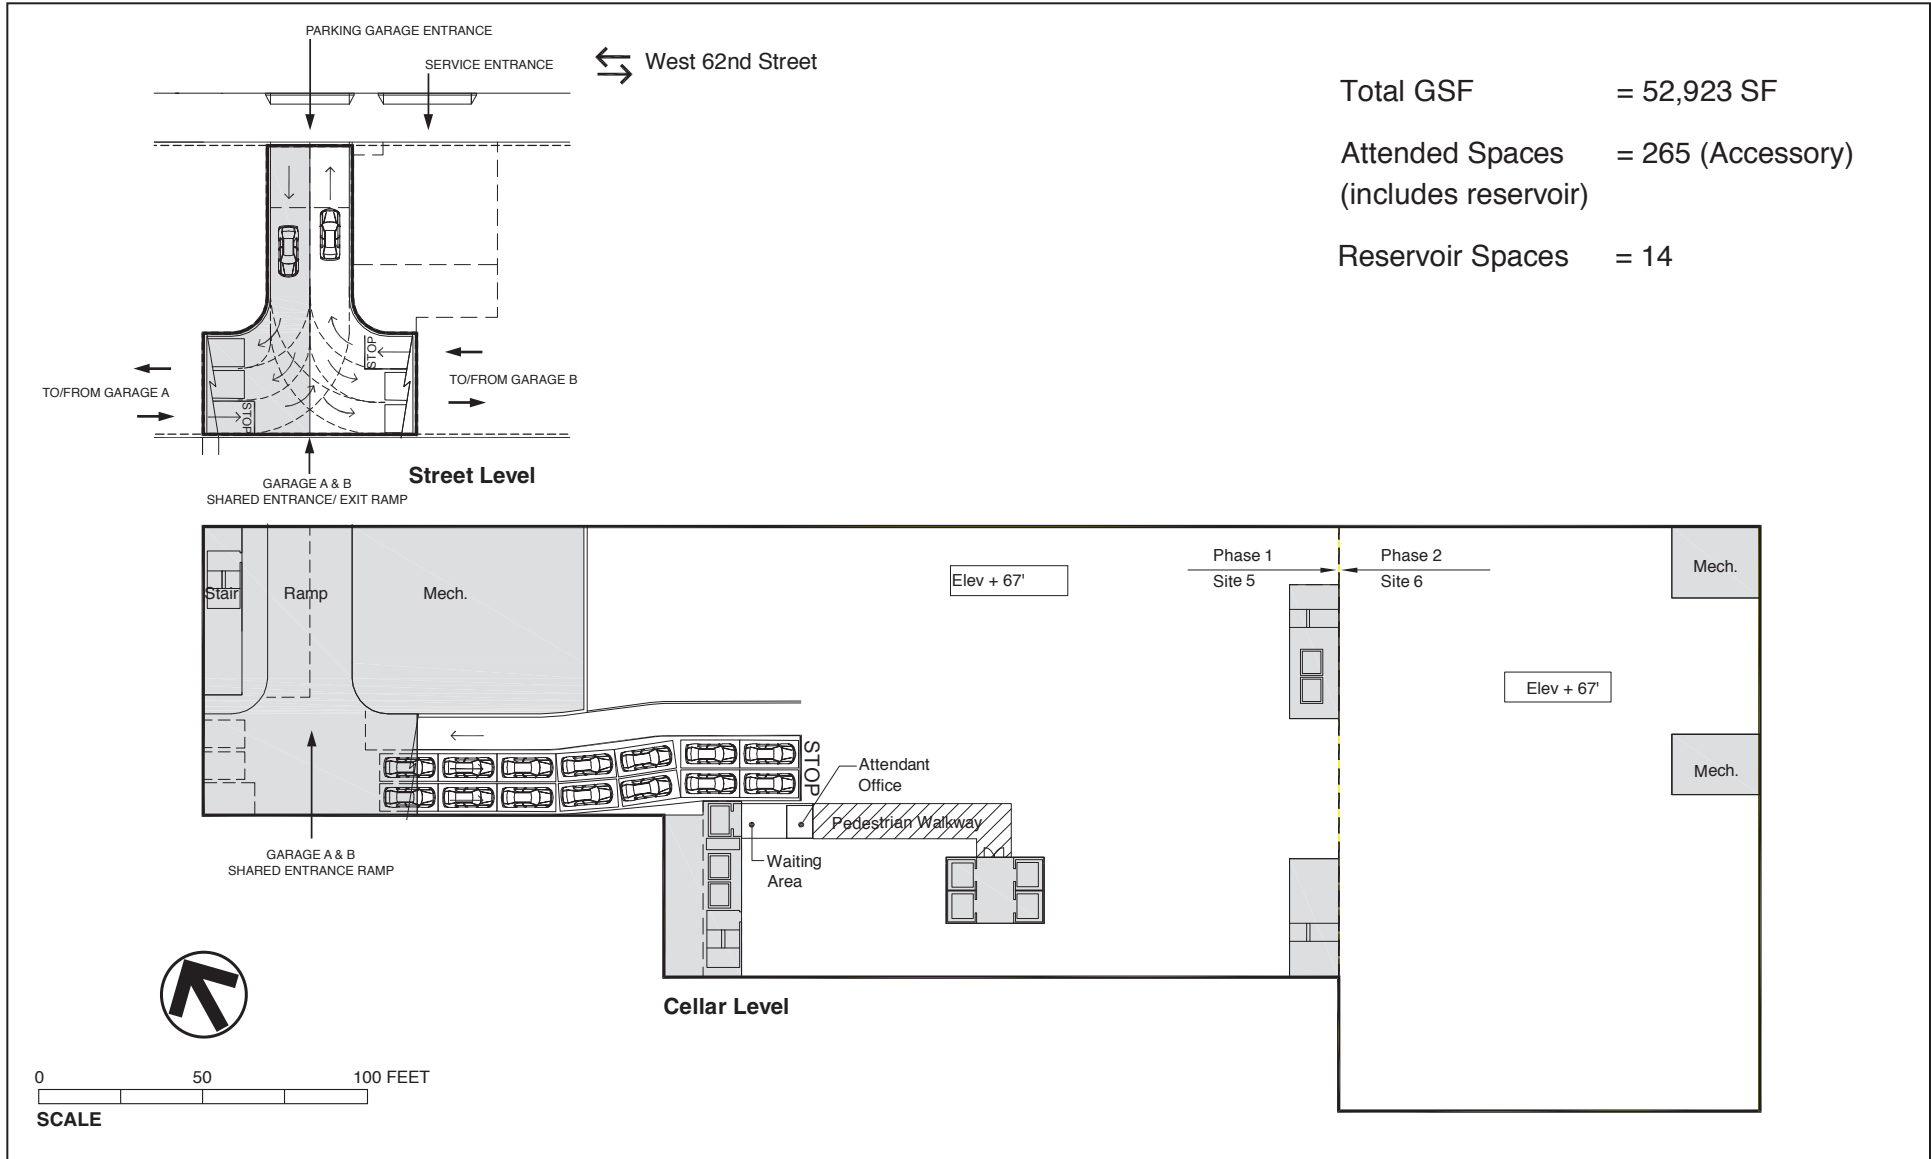 PARKING GARAGE ENTRANCE
SERVICE ENTRANCE
West 62nd Street
Total GSF = 52,923 SF
Attended Spaces = 265 (Accessory)
(includes reservoir)
Reservoir Spaces = 14
STOP
TO/FROM GARAGE A
TO/FROM GARAGE B
STOP
GARAGE A & B
SHARED ENTRANCE/ EXIT RAMP
Street Level
Stair
Ramp
Mech.
Elev + 67'
Phase 1
Site 5
Phase 2
Site 6
Mech.
Elev + 67'
STOP
Attendant
Office
Mech.
Pedestrian Walkway
GARAGE A & B
SHARED ENTRANCE RAMP
Waiting
Area
Cellar Level
0 50 100 FEET
SCALE